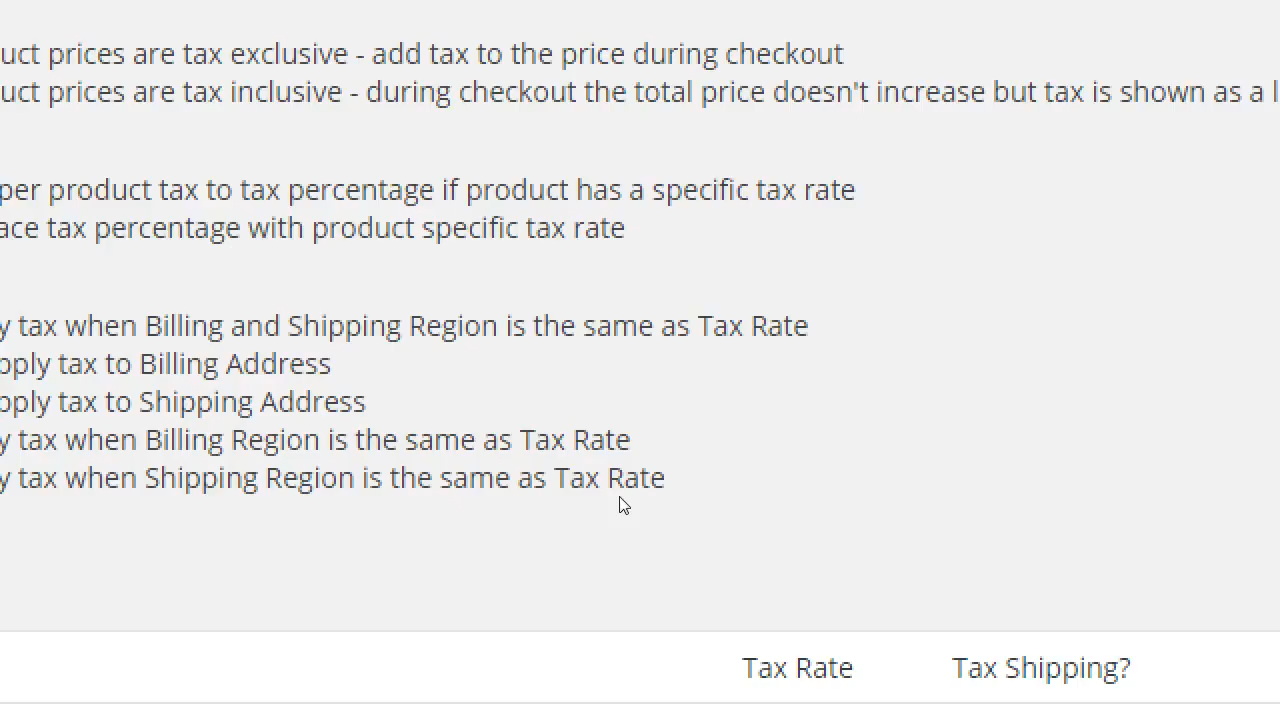 uct prices are tax exclusive - add tax to the price during checkout
uct prices are tax inclusive - during checkout the total price doesn't increase but tax is shown as a
per product tax to tax percentage if product has a specific tax rate
ace tax percentage with product specific tax rate
y tax when Billing and Shipping Region is the same as Tax Rate
pply tax to Billing Address
pply tax to Shipping Address
y tax when Billing Region is the same as Tax Rate
y tax when Shipping Region is the same as Tax Rate
Tax Rate Tax Shipping?